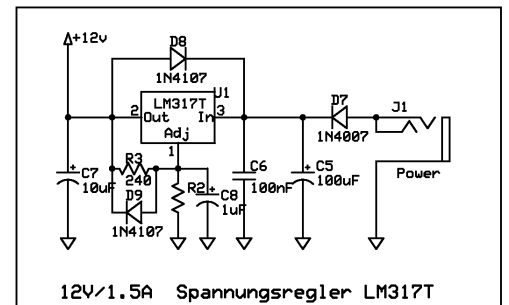 +12v
D8
1N4107
U1
LM317T
2 Out In 3
Adj
1
D7
1N4007
J1
Power
C7
10uF
R3
240
D9
1N4107
R2
C8
1uF
C6
100nF
C5
100uF
12V/1.5A Spannungsregler LM317T